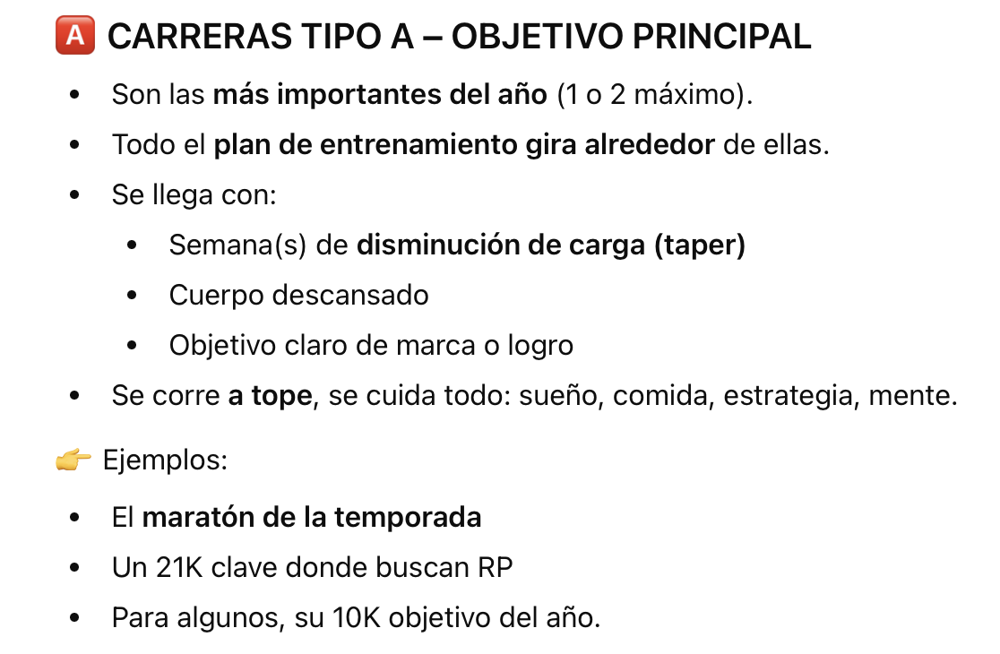 🅰️ CARRERAS TIPO A – OBJETIVO PRINCIPAL
• Son las más importantes del año (1 o 2 máximo).
• Todo el plan de entrenamiento gira alrededor de ellas.
• Se llega con:
• Semana(s) de disminución de carga (taper)
• Cuerpo descansado
• Objetivo claro de marca o logro
• Se corre a tope, se cuida todo: sueño, comida, estrategia, mente.
👉 Ejemplos:
• El maratón de la temporada
• Un 21K clave donde buscan RP
• Para algunos, su 10K objetivo del año.